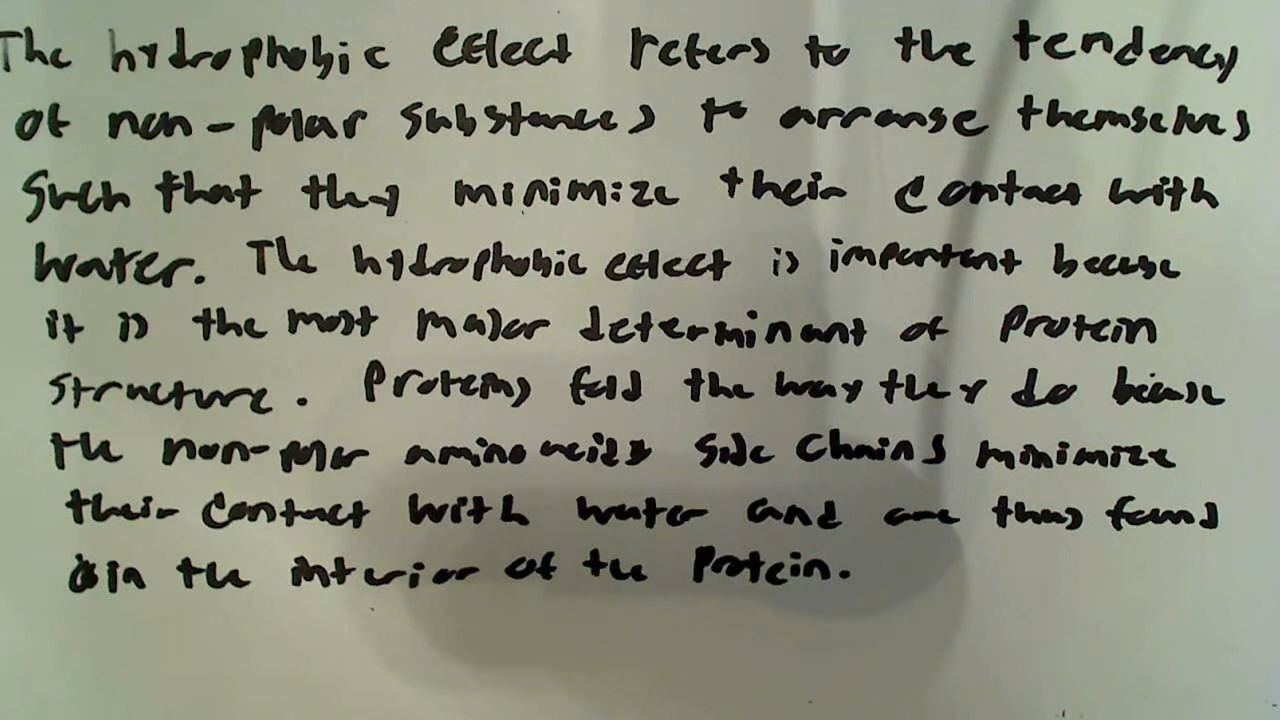 The hydrophobic effect refers to the tendency
of non-polar substances to arrange themselves
such that they minimize their contact with
water. The hydrophobic effect is important because
it is the most major determinant of protein
structure. Proteins fold the way they do because
the non-polar amino acids side chains minimize
their contact with water and are thus found
in the interior of the protein.